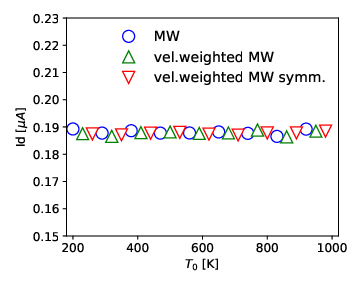 0.23
0.22
0.21
0.20
0.19
0.18
0.17
0.16
0.15
Id [μA]
MW
vel.weighted MW
vel.weighted MW symm.
200 400 600 800 1000
T₀ [K]